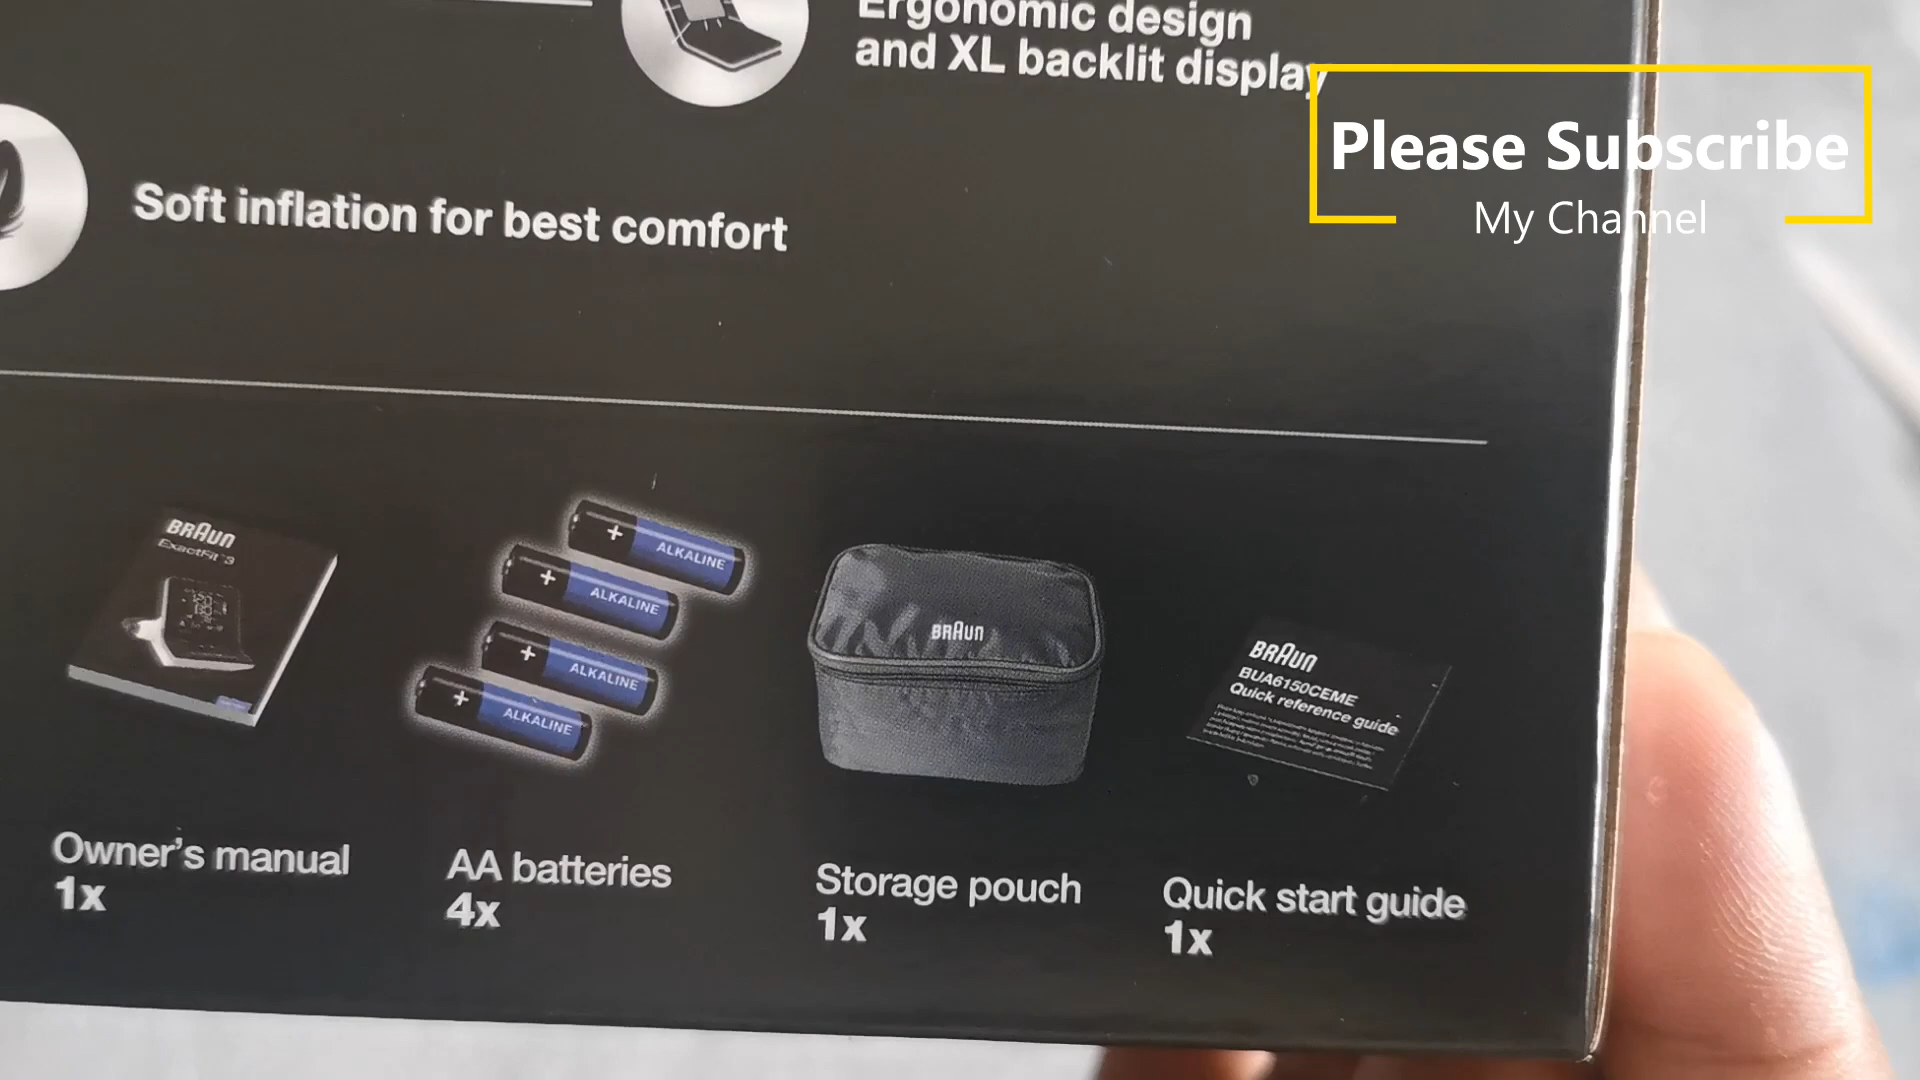 Ergonomic design
and XL backlit display
Please Subscribe
My Channel
Soft inflation for best comfort
BRAUN
ExactFit™3
+ ALKALINE
+ ALKALINE
+ ALKALINE
+ ALKALINE
BRAUN
BRAUN
BUA6150CEME
Quick reference guide
Owner's manual
1x
AA batteries
4x
Storage pouch
1x
Quick start guide
1x